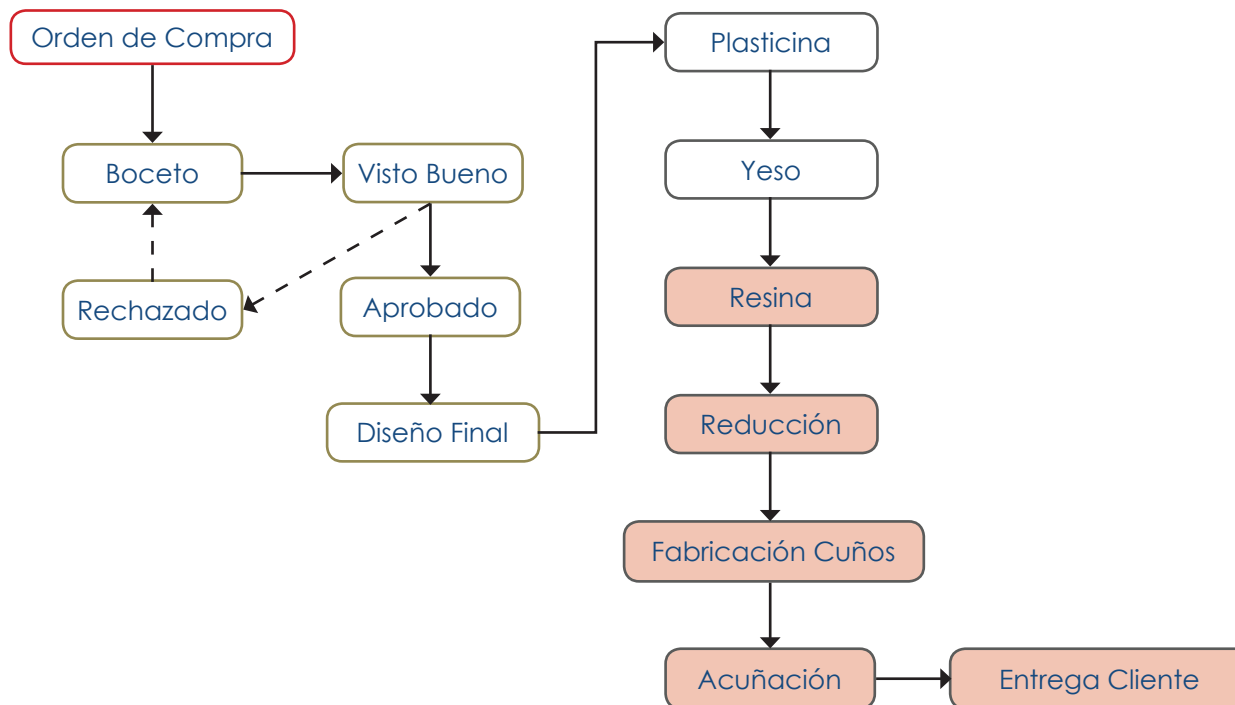 Orden de Compra
Boceto
Visto Bueno
Rechazado
Aprobado
Diseño Final
Plasticina
Yeso
Resina
Reducción
Fabricación Cuños
Acuñación
Entrega Cliente